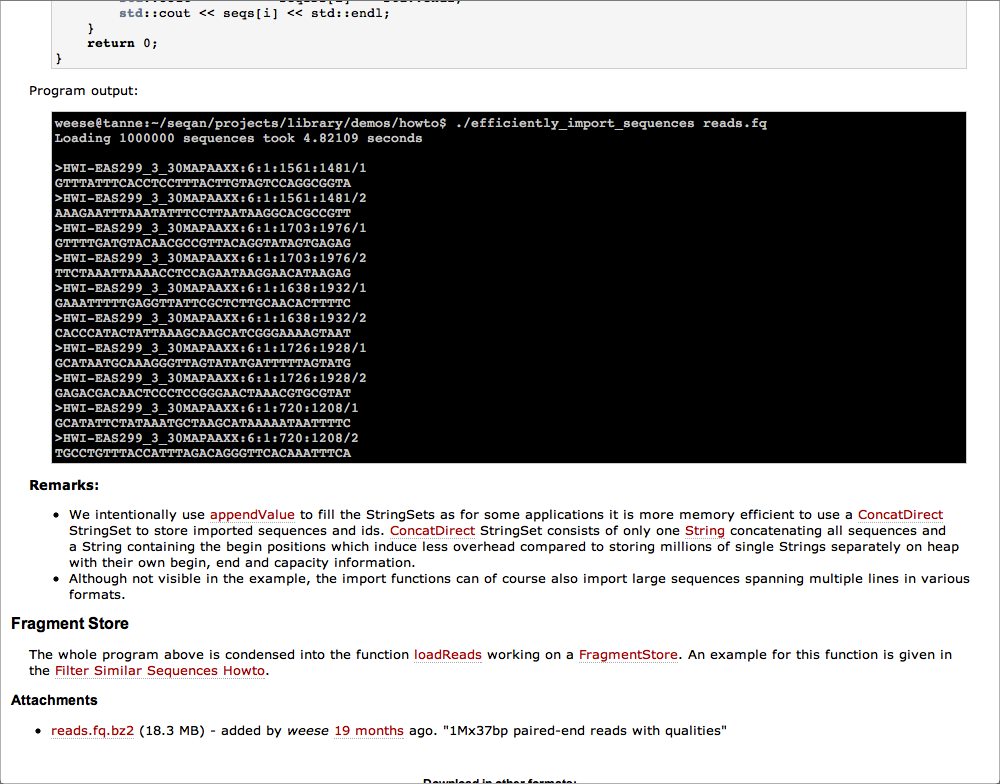 std::cout << seqs[i] << std::endl;
}
return 0;
}
Program output:
weese@tanne:~/seqan/projects/library/demos/howto$ ./efficiently_import_sequences reads.fq
Loading 1000000 sequences took 4.82109 seconds
>HWI-EAS299_3_30MAPAAXX:6:1:1561:1481/1
GTTTATTTCACCTCCTTTACTTGTAGTCCAGGCGGTA
>HWI-EAS299_3_30MAPAAXX:6:1:1561:1481/2
AAAGAATTTAAATATTTCCTTAATAAGGCACGCCGTT
>HWI-EAS299_3_30MAPAAXX:6:1:1703:1976/1
GTTTTGATGTACAACGCCGTTACAGGTATAGTGAGAG
>HWI-EAS299_3_30MAPAAXX:6:1:1703:1976/2
TTCTAAATTAAAACCTCCAGAATAAGGAACATAAGAG
>HWI-EAS299_3_30MAPAAXX:6:1:1638:1932/1
GAAATTTTTGAGGTTATTCGCTCTTGCAACACTTTTC
>HWI-EAS299_3_30MAPAAXX:6:1:1638:1932/2
CACCCATACTATTAAAGCAAGCATCGGGAAAAGTAAT
>HWI-EAS299_3_30MAPAAXX:6:1:1726:1928/1
GCATAATGCAAAGGGTTAGTATATGATTTTTAGTATG
>HWI-EAS299_3_30MAPAAXX:6:1:1726:1928/2
GAGACGACAACTCCCTCCGGGAACTAAACGTGCGTAT
>HWI-EAS299_3_30MAPAAXX:6:1:720:1208/1
GCATATTCTATAAATGCTAAGCATAAAAATAATTTTC
>HWI-EAS299_3_30MAPAAXX:6:1:720:1208/2
TGCCTGTTTACCATTTAGACAGGGTTCACAAATTTCA
Remarks:
• We intentionally use appendValue to fill the StringSets as for some applications it is more memory efficient to use a ConcatDirect
StringSet to store imported sequences and ids. ConcatDirect StringSet consists of only one String concatenating all sequences and
a String containing the begin positions which induce less overhead compared to storing millions of single Strings separately on heap
with their own begin, end and capacity information.
• Although not visible in the example, the import functions can of course also import large sequences spanning multiple lines in various
formats.
Fragment Store
The whole program above is condensed into the function loadReads working on a FragmentStore. An example for this function is given in
the Filter Similar Sequences Howto.
Attachments
• reads.fq.bz2 (18.3 MB) - added by weese 19 months ago. "1Mx37bp paired-end reads with qualities"
Download in other formats: